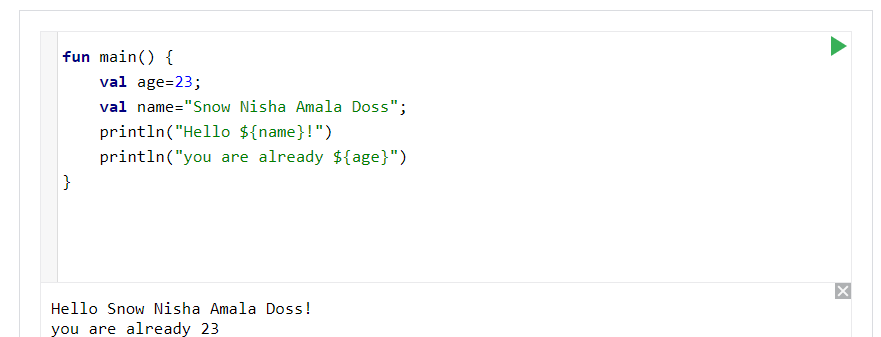 fun main() {
    val age=23;
    val name="Snow Nisha Amala Doss";
    println("Hello ${name}!")
    println("you are already ${age}")
}
Hello Snow Nisha Amala Doss!
you are already 23